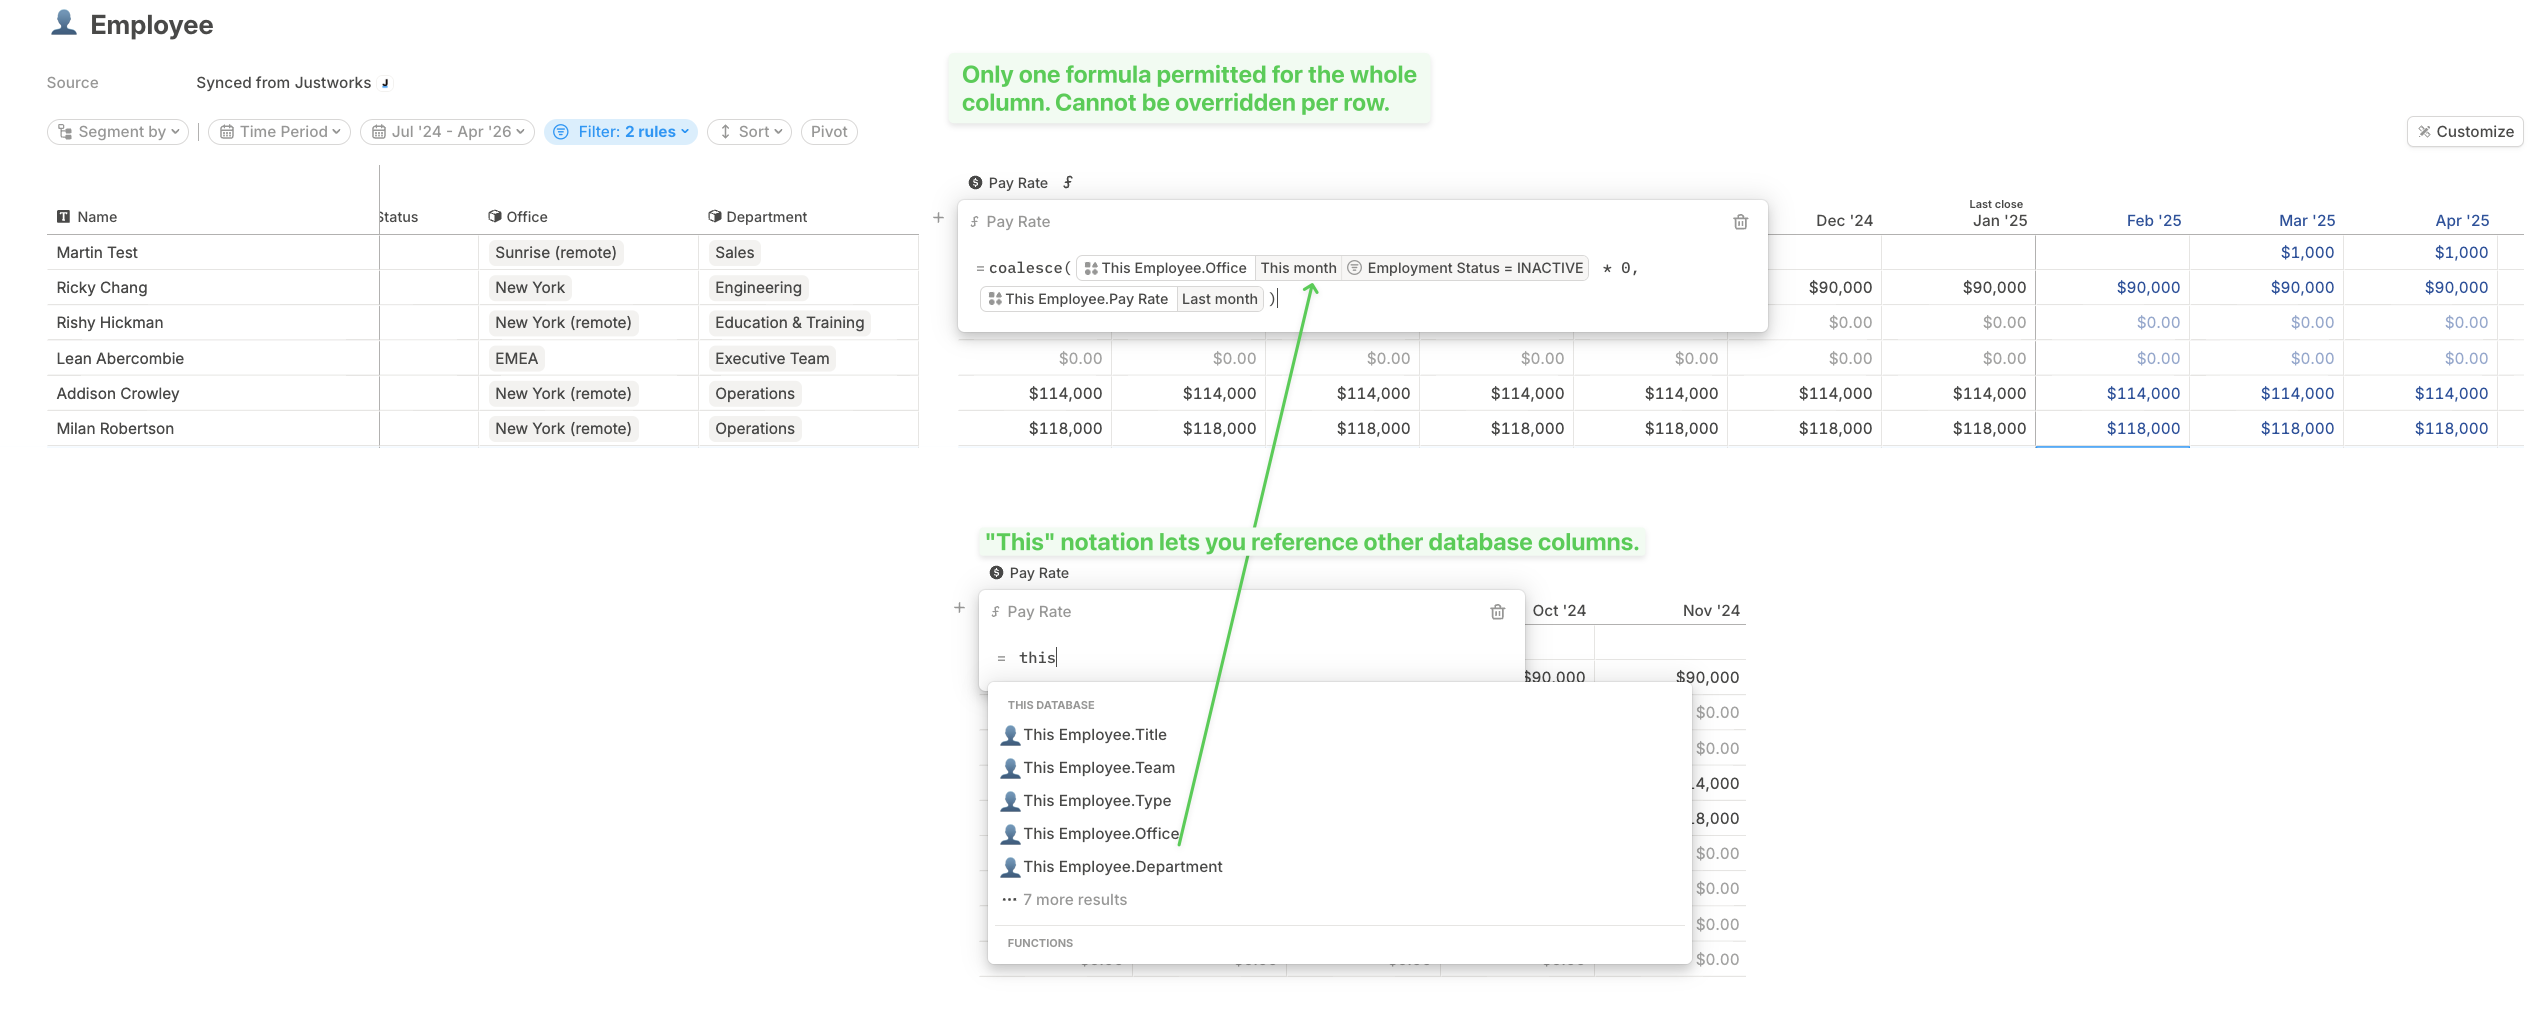 Employee
Source Synced from Justworks
Only one formula permitted for the whole
column. Cannot be overridden per row.
Segment by Time Period Jul '24 - Apr '26 Filter: 2 rules Sort Pivot
Customize
Pay Rate
Name Status Office Department
Pay Rate
Last close
Dec '24 Jan '25 Feb '25 Mar '25 Apr '25
Martin Test Sunrise (remote) Sales $1,000 $1,000
=coalesce( This Employee.Office This month Employment Status = INACTIVE * 0,
Ricky Chang New York Engineering $90,000 $90,000 $90,000 $90,000 $90,000
This Employee.Pay Rate Last month )
Rishy Hickman New York (remote) Education & Training $0.00 $0.00 $0.00 $0.00 $0.00
Lean Abercombie EMEA Executive Team $0.00 $0.00 $0.00 $0.00 $0.00 $0.00 $0.00 $0.00 $0.00 $0.00
Addison Crowley New York (remote) Operations $114,000 $114,000 $114,000 $114,000 $114,000 $114,000 $114,000 $114,000 $114,000 $114,000
Milan Robertson New York (remote) Operations $118,000 $118,000 $118,000 $118,000 $118,000 $118,000 $118,000 $118,000 $118,000 $118,000
"This" notation lets you reference other database columns.
Pay Rate
Pay Rate
Oct '24 Nov '24
= this
$90,000 $90,000
THIS DATABASE
$0.00
This Employee.Title
$0.00
This Employee.Team
4,000
This Employee.Type
8,000
This Employee.Office
$0.00
This Employee.Department
$0.00
7 more results
$0.00
FUNCTIONS
$0.00